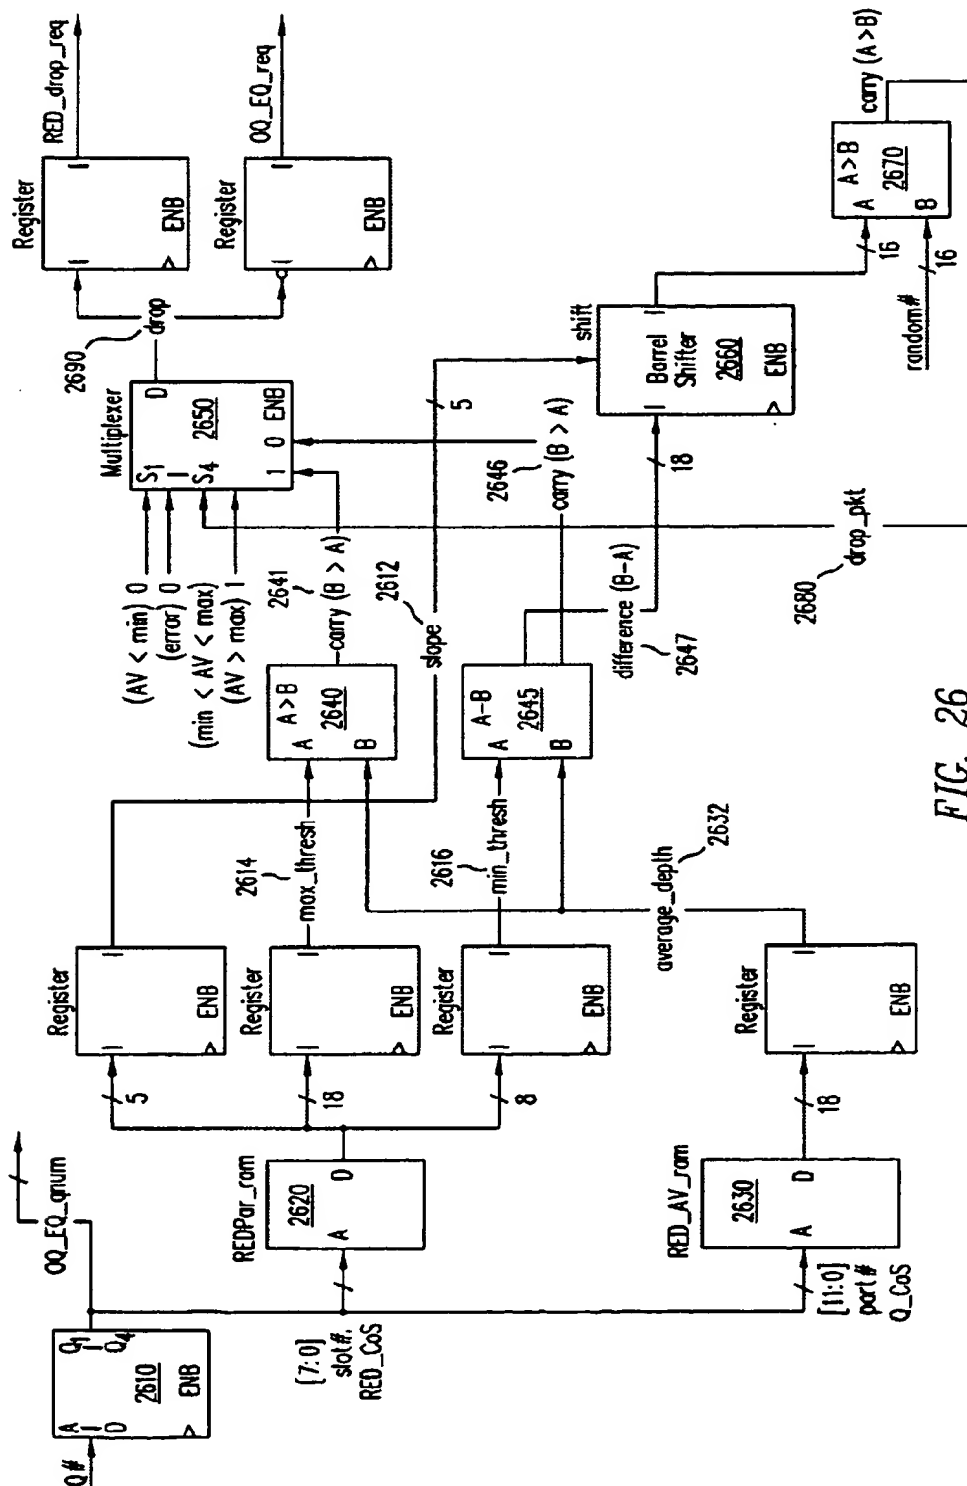 Q#
A
I
D
Q1
I
Q4
2610
ENB
OQ_EQ_qnum
[7:0]
slot#.
RED_CoS
REDPar_ram
2620
A
D
[11:0]
port#
Q_CoS
RED_AV_ram
2630
A
D
5
18
8
18
Register
I
I
ENB
Register
I
I
ENB
Register
I
I
ENB
Register
I
I
ENB
2614
max_thresh
2616
min_thresh
average_depth
2632
A>B
A
2640
B
A-B
A
2645
B
2641
carry (B > A)
2612
slope
2646
carry (B > A)
difference (B-A)
2647
(AV < min) 0
(error) 0
(min < AV < max)
(AV > max) 1
Multiplexer
S1
I
S4
D
2650
1 0 ENB
2690
drop
5
18
shift
I
Barrel
Shifter
2660
I
ENB
2680
drop_pkt
Register
I
I
ENB
RED_drop_req
Register
I
I
ENB
OQ_EQ_req
16
random#
16
A>B
A
2670
B
carry (A>B)
FIG. 26